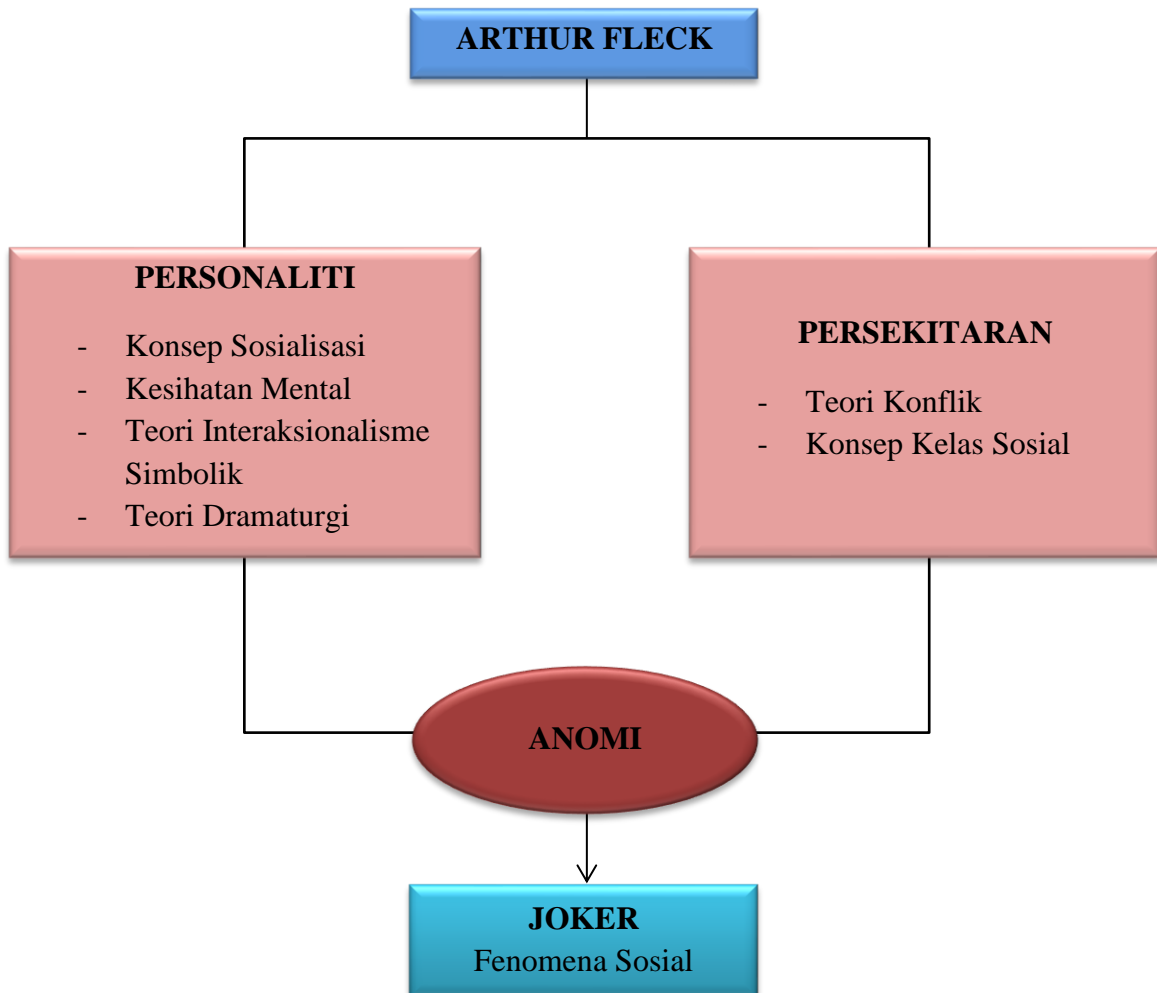 ARTHUR FLECK
PERSONALITI
- Konsep Sosialisasi
- Kesihatan Mental
- Teori Interaksionalisme
Simbolik
- Teori Dramaturgi
PERSEKITARAN
- Teori Konflik
- Konsep Kelas Sosial
ANOMI
JOKER
Fenomena Sosial